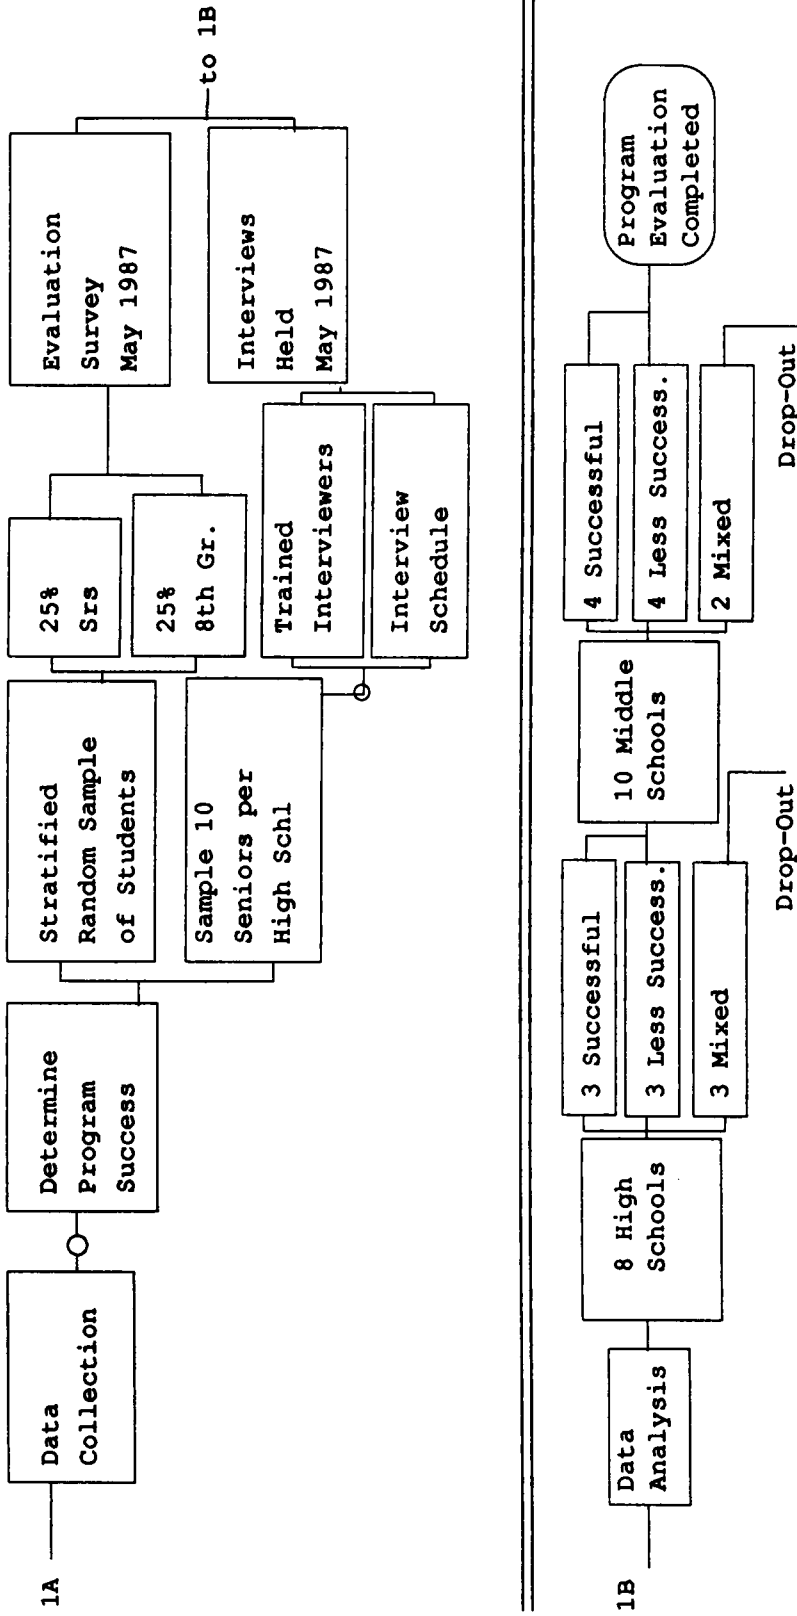 1A
Data
Collection
Determine
Program
Success
Stratified
Random Sample
of Students
Sample 10
Seniors per
High Schl
25%
Srs
25%
8th Gr.
Trained
Interviewers
Interview
Schedule
Evaluation
Survey
May 1987
Interviews
Held
May 1987
to 1B
1B
Data
Analysis
8 High
Schools
3 Successful
3 Less Success.
3 Mixed
Drop-Out
10 Middle
Schools
4 Successful
4 Less Success.
2 Mixed
Drop-Out
Program
Evaluation
Completed